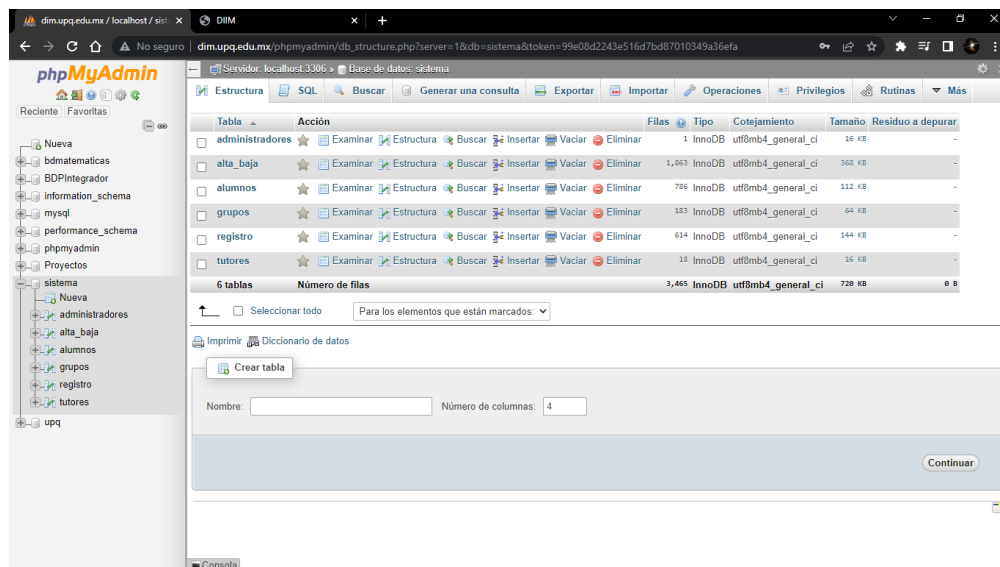 dim.upq.edu.mx / localhost / sist
DIIM
No seguro
dim.upq.edu.mx/phpmyadmin/db_structure.php?server=1&db=sistema&token=99e08d2243e516d7bd87010349a36efa
phpMyAdmin
Reciente Favoritas
Nueva
bdmatematicas
BDPIntegrador
information_schema
mysql
performance_schema
phpmyadmin
Proyectos
sistema
Nueva
administradores
alta_baja
alumnos
grupos
registro
tutores
upq
Servidor: localhost:3306 » Base de datos: sistema
Estructura SQL Buscar Generar una consulta Exportar Importar Operaciones Privilegios Rutinas Más
Tabla Acción Filas Tipo Cotejamiento Tamaño Residuo a depurar
administradores Examinar Estructura Buscar Insertar Vaciar Eliminar 1 InnoDB utf8mb4_general_ci 16 KB -
alta_baja Examinar Estructura Buscar Insertar Vaciar Eliminar 1,863 InnoDB utf8mb4_general_ci 368 KB -
alumnos Examinar Estructura Buscar Insertar Vaciar Eliminar 786 InnoDB utf8mb4_general_ci 112 KB -
grupos Examinar Estructura Buscar Insertar Vaciar Eliminar 183 InnoDB utf8mb4_general_ci 64 KB -
registro Examinar Estructura Buscar Insertar Vaciar Eliminar 614 InnoDB utf8mb4_general_ci 144 KB -
tutores Examinar Estructura Buscar Insertar Vaciar Eliminar 18 InnoDB utf8mb4_general_ci 16 KB -
6 tablas Número de filas 3,465 InnoDB utf8mb4_general_ci 720 KB 0 B
Seleccionar todo Para los elementos que están marcados:
Imprimir Diccionario de datos
Crear tabla
Nombre: Número de columnas: 4
Continuar
Consola